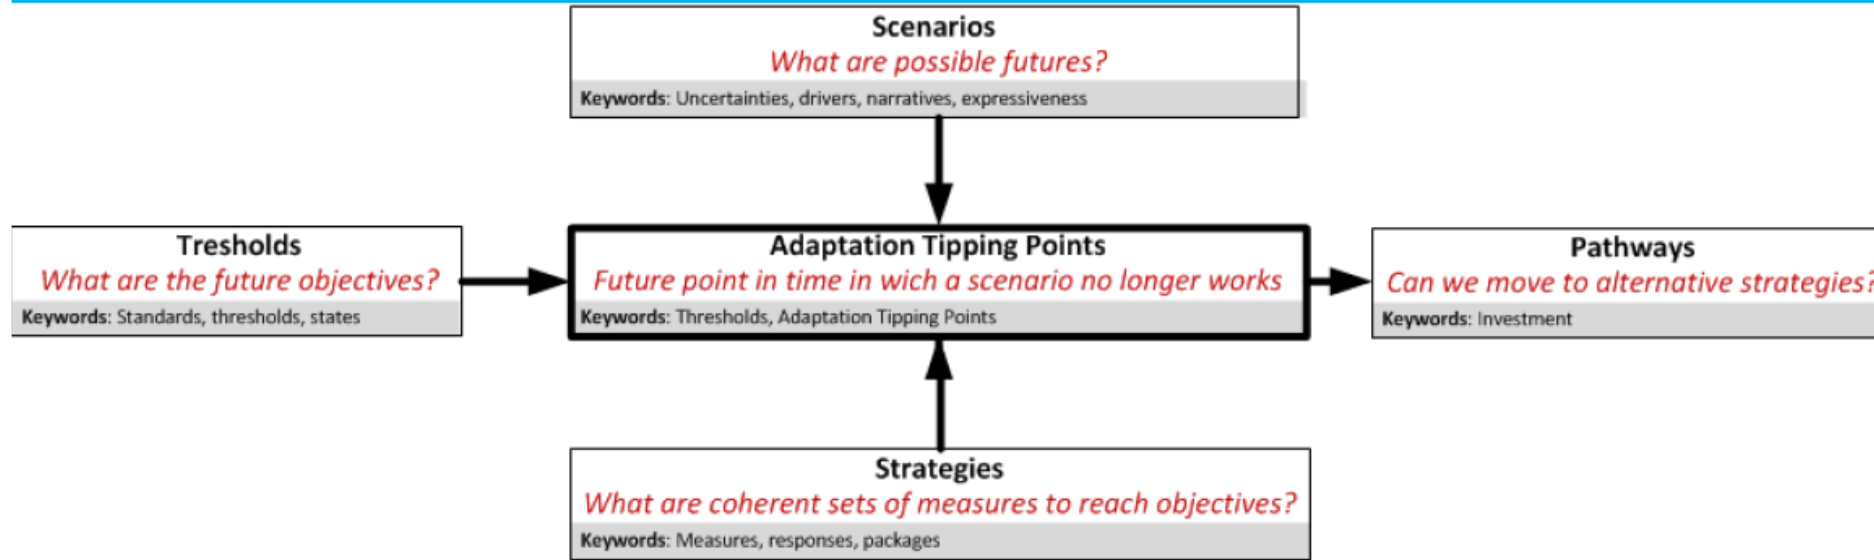 Scenarios
What are possible futures?
Keywords: Uncertainties, drivers, narratives, expressiveness
Tresholds
What are the future objectives?
Keywords: Standards, thresholds, states
Adaptation Tipping Points
Future point in time in wich a scenario no longer works
Keywords: Thresholds, Adaptation Tipping Points
Pathways
Can we move to alternative strategies?
Keywords: Investment
Strategies
What are coherent sets of measures to reach objectives?
Keywords: Measures, responses, packages